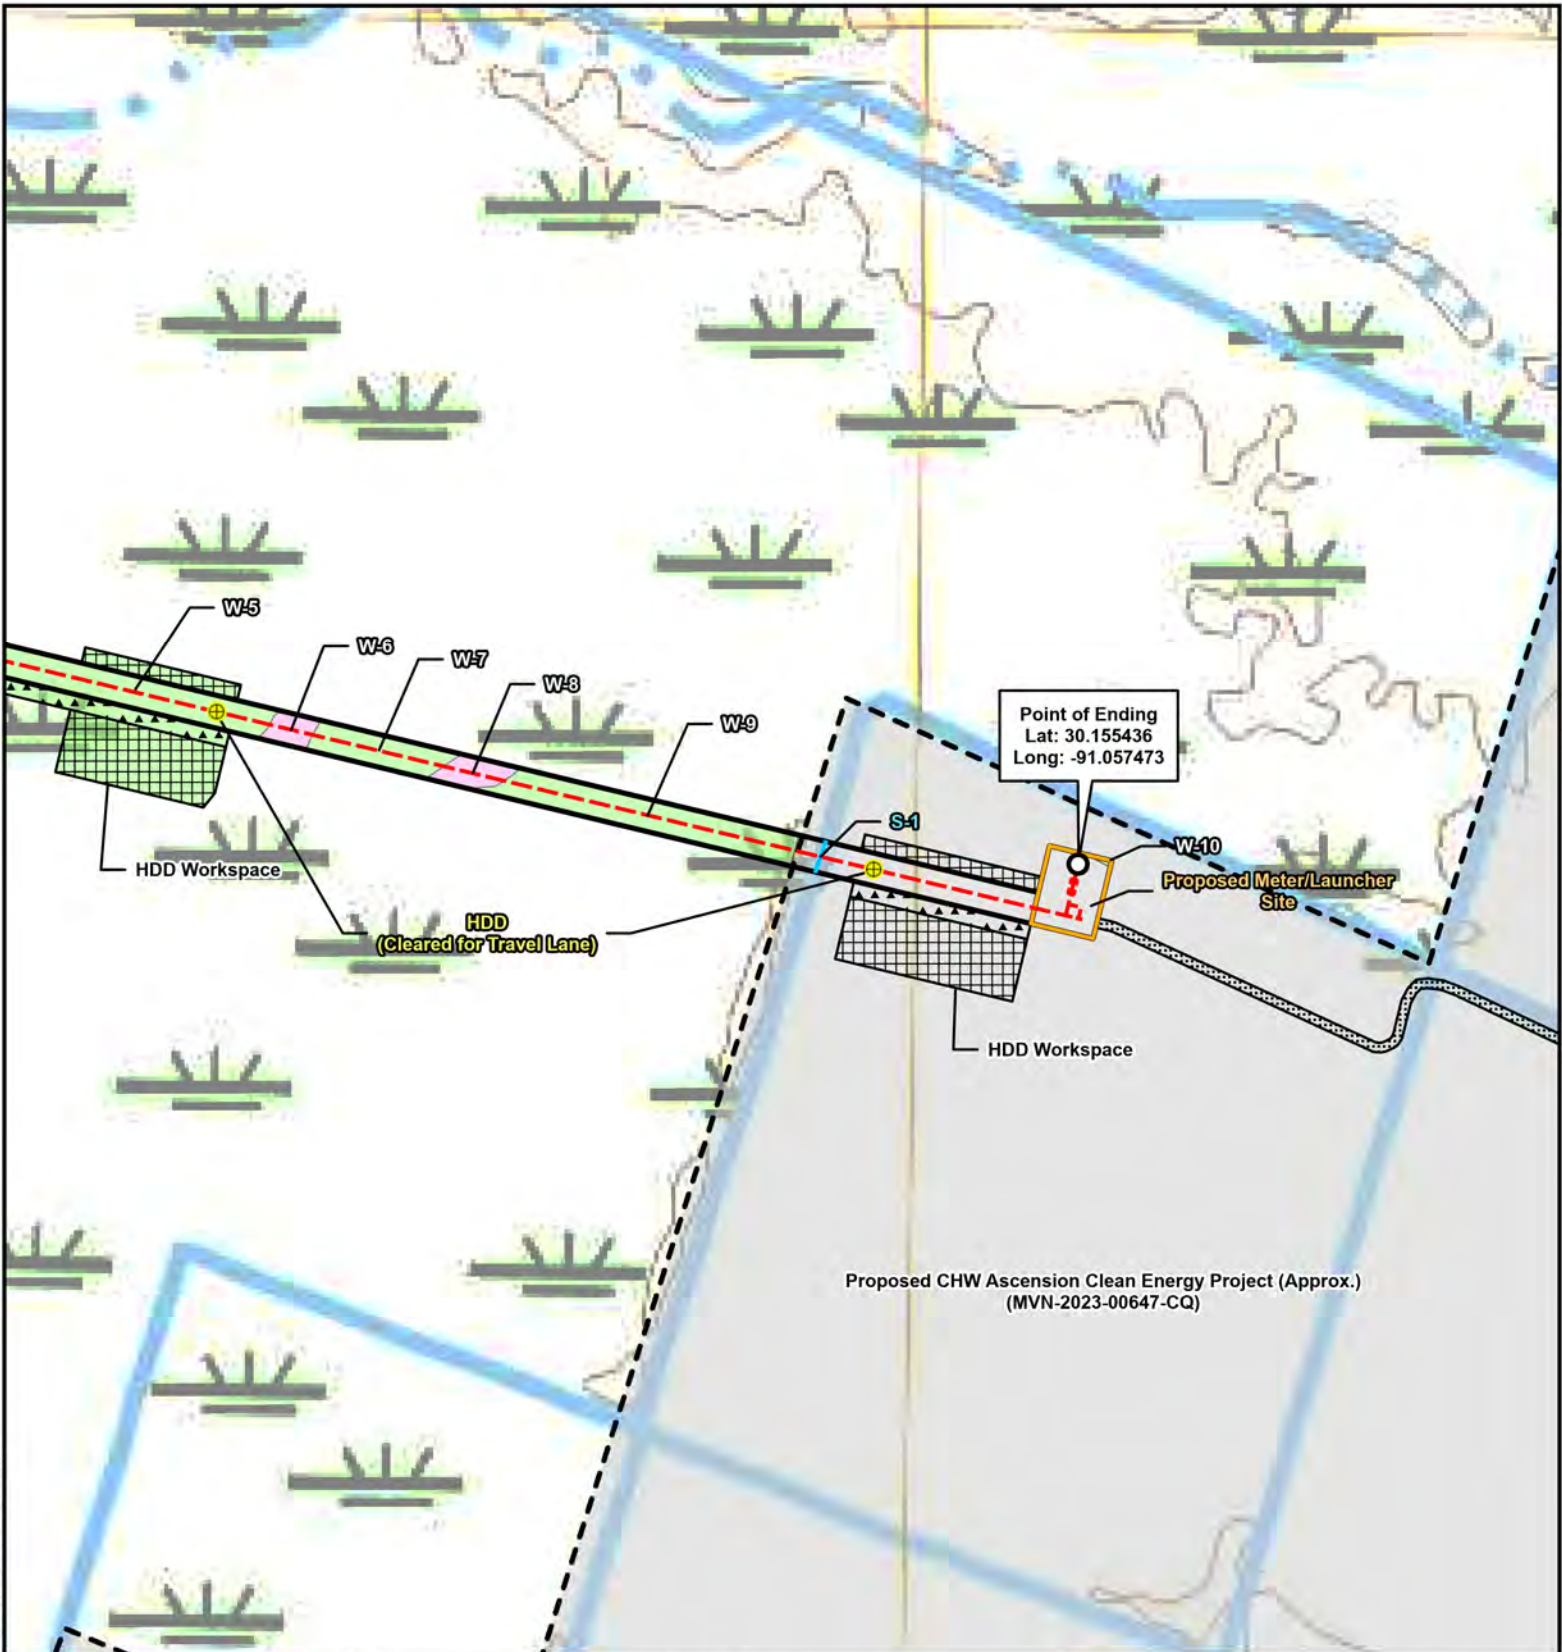 W-5
W-6
W-7
W-8
W-9
Point of Ending
Lat: 30.155436
Long: -91.057473
S-1
W-10
HDD Workspace
Proposed Meter/Launcher
Site
HDD
(Cleared for Travel Lane)
HDD Workspace
Proposed CHW Ascension Clean Energy Project (Approx.)
(MVN-2023-00647-CQ)